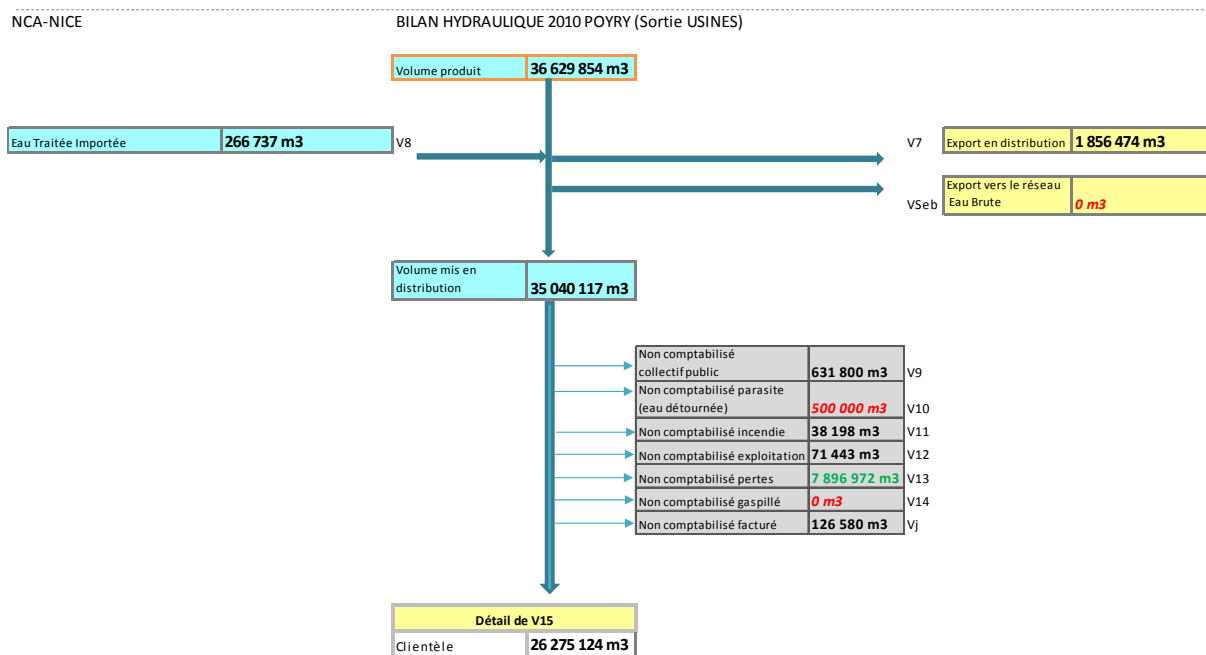 NCA-NICE BILAN HYDRAULIQUE 2010 POYRY (Sortie USINES)
Volume produit 36 629 854 m3
Eau Traitée Importée 266 737 m3 V8
V7 Export en distribution 1 856 474 m3
VSeb Export vers le réseau
Eau Brute 0 m3
Volume mis en
distribution 35 040 117 m3
Non comptabilisé
collectif public 631 800 m3 V9
Non comptabilisé parasite
(eau détournée) 500 000 m3 V10
Non comptabilisé incendie 38 198 m3 V11
Non comptabilisé exploitation 71 443 m3 V12
Non comptabilisé pertes 7 896 972 m3 V13
Non comptabilisé gaspillé 0 m3 V14
Non comptabilisé facturé 126 580 m3 Vj
Détail de V15
Clientèle 26 275 124 m3